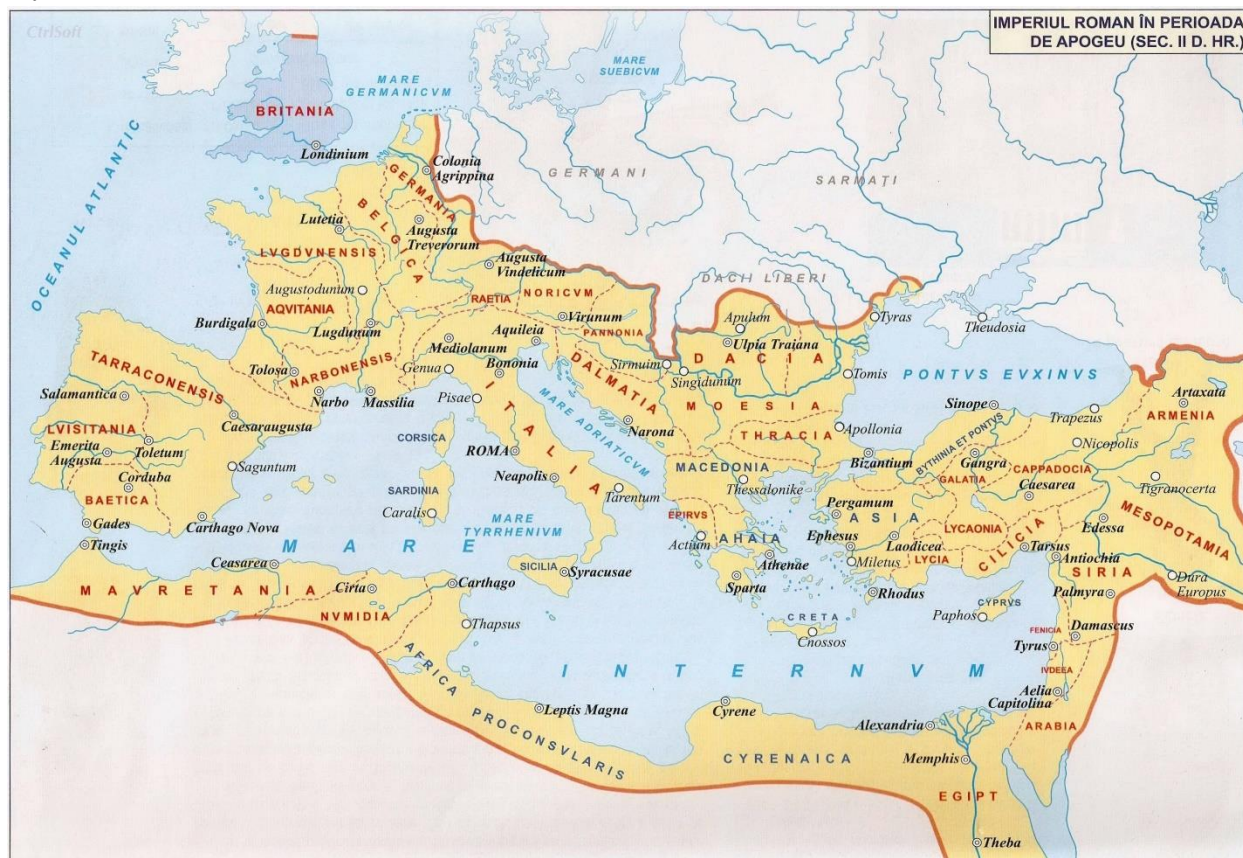 CtrlSoft
IMPERIUL ROMAN ÎN PERIOADA
DE APOGEU (SEC. II D. HR.)
MARE
SUEBICVM
MARE
GERMANICVM
BRITANIA
Londinium
OCEANUL ATLANTIC
Colonia
Agrippina
GERMANI
SARMAȚI
GERMANIA
BELGICA
Lutetia
Augusta
Treverorum
LVGDVNENSIS
Augusta
Vindelicum
DACII LIBERI
Augustodunum
RAETIA
NORICVM
AQVITANIA
Burdigala
Lugdunum
Virunum
PANNONIA
Apulum
Ulpia Traiana
Tyras
Theudosia
Aquileia
Mediolanum
Bononia
Genua
DACIA
TARRACONENSIS
Tolosa
NARBONENSIS
Narbo
Massilia
Pisae
DALMATIA
Sirmuim
Singidunum
Tomis
PONTVS EVXINVS
Salamantica
Caesaraugusta
ITALIA
MARE ADRIATICVM
MOESIA
Sinope
Trapezus
Artaxata
ARMENIA
LVISITANIA
Emerita
Augusta
Toletum
CORSICA
ROMA
Narona
THRACIA
Apollonia
BYTHINIA ET PONTVS
Nicopolis
Saguntum
Corduba
BAETICA
Neapolis
MACEDONIA
Bizantium
Gangra
GALATIA
CAPPADOCIA
Caesarea
Tigranocerta
SARDINIA
Caralis
Tarentum
Thessalonike
Pergamum
ASIA
MESOPOTAMIA
Gades
Carthago Nova
MARE
TYRRHENIVM
EPIRVS
Actium
AHAIA
LYCAONIA
CILICIA
Edessa
Tingis
MARE
INTERNVM
Ephesus
Laodicea
Tarsus
Athenae
Miletus
LYCIA
Antiochia
Ceasarea
SICILIA
Syracusae
Sparta
Rhodus
SIRIA
Dura
Europus
MAVRETANIA
Cirta
Carthago
CYPRVS
Paphos
Palmyra
NVMIDIA
Thapsus
CRETA
Cnossos
FENICIA
Damascus
Tyrus
IVDEEA
AFRICA PROCONSVLARIS
Leptis Magna
Cyrene
Alexandria
Aelia
Capitolina
ARABIA
CYRENAICA
Memphis
EGIPT
Theba